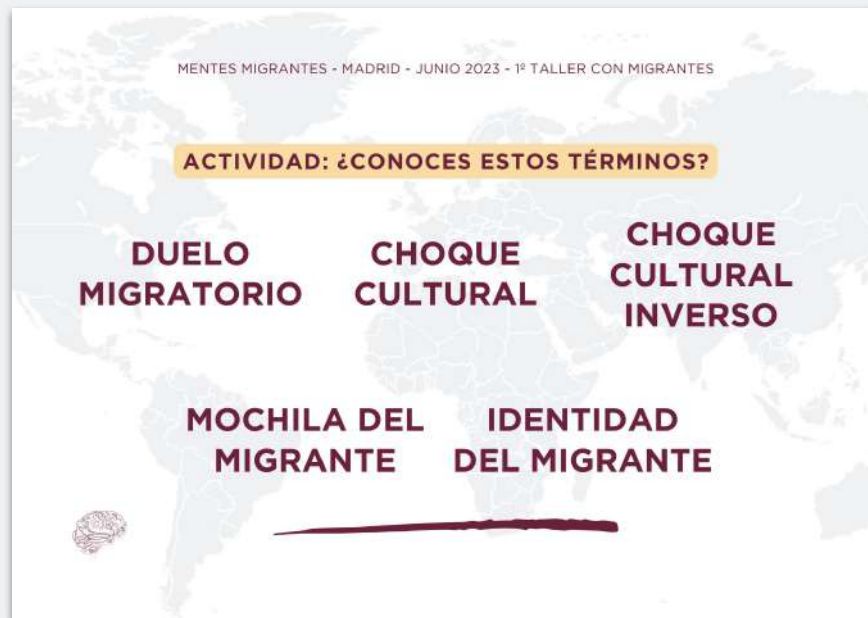 MENTES MIGRANTES - MADRID - JUNIO 2023 - 1º TALLER CON MIGRANTES
ACTIVIDAD: ¿CONOCES ESTOS TÉRMINOS?
DUELO
MIGRATORIO
CHOQUE
CULTURAL
CHOQUE
CULTURAL
INVERSO
MOCHILA DEL
MIGRANTE
IDENTIDAD
DEL MIGRANTE